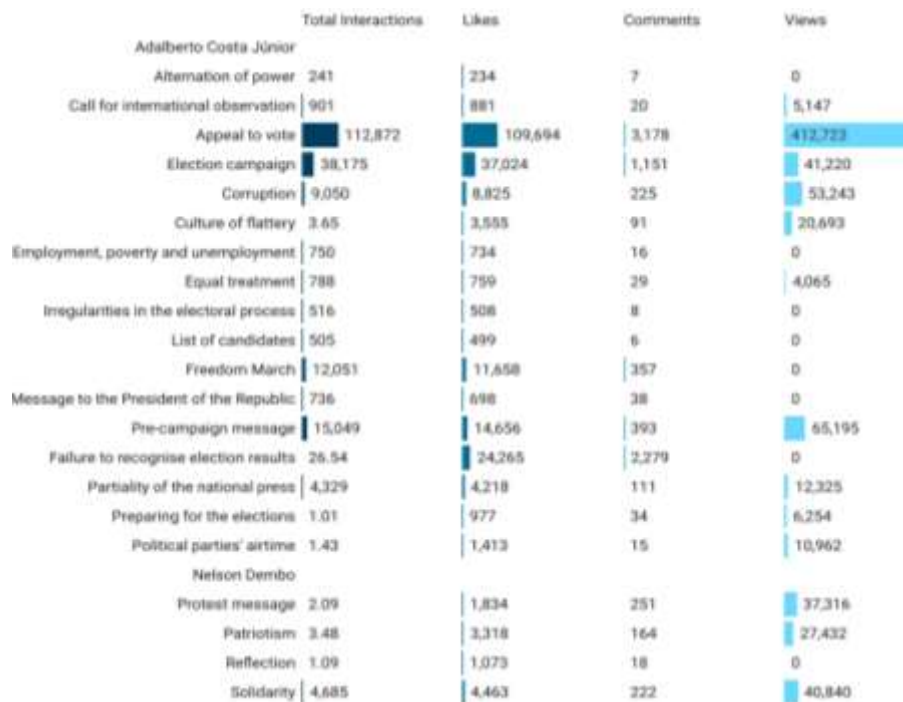 Total Interactions Likes Comments Views
Adalberto Costa Júnior
Alternation of power 241 234 7 0
Call for international observation 901 881 20 5,147
Appeal to vote 112,872 109,694 3,178 412,723
Election campaign 38,175 37,024 1,151 41,220
Corruption 9,050 8,825 225 53,243
Culture of flattery 3.65 3,555 91 20,693
Employment, poverty and unemployment 750 734 16 0
Equal treatment 788 759 29 4,065
Irregularities in the electoral process 516 508 8 0
List of candidates 505 499 6 0
Freedom March 12,051 11,658 357 0
Message to the President of the Republic 736 698 38 0
Pre-campaign message 15,049 14,656 393 65,195
Failure to recognise election results 26.54 24,265 2,279 0
Partiality of the national press 4,329 4,218 111 12,325
Preparing for the elections 1.01 977 34 6,254
Political parties' airtime 1.43 1,413 15 10,962
Nelson Dembo
Protest message 2.09 1,834 251 37,316
Patriotism 3.48 3,318 164 27,432
Reflection 1.09 1,073 18 0
Solidarity 4,685 4,463 222 40,840